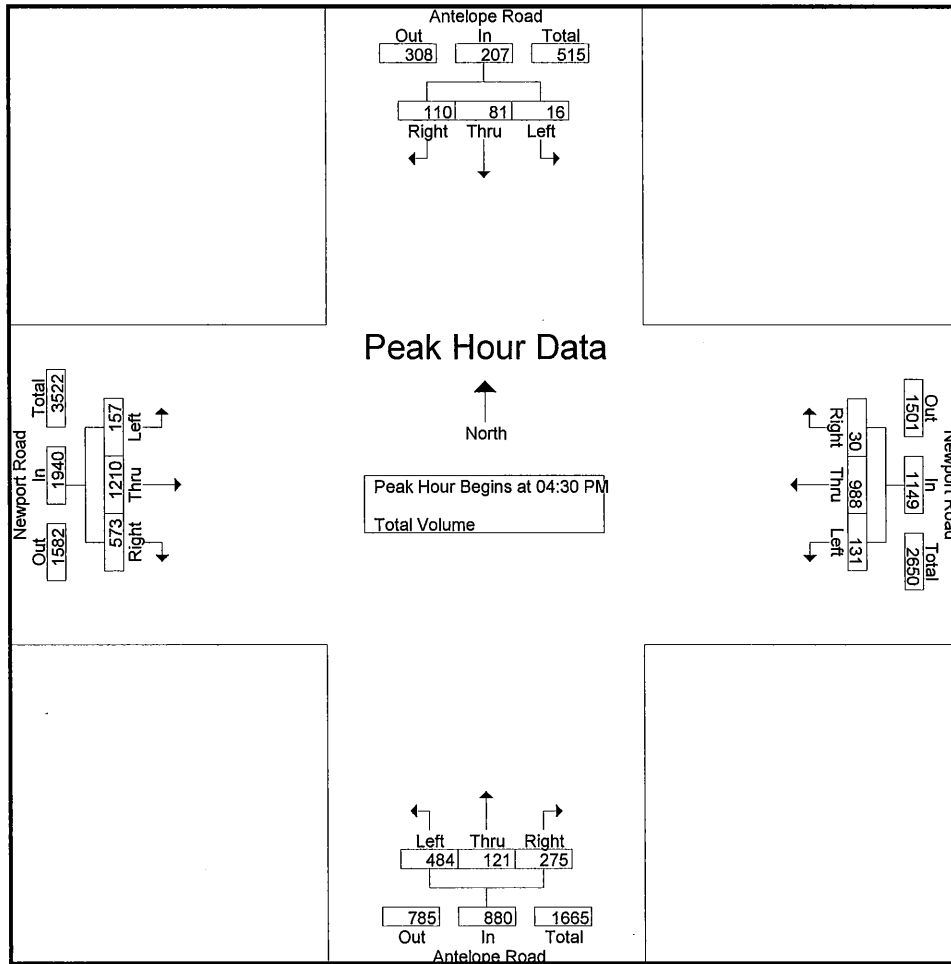 Antelope Road
Out In Total
308 207 515
110 81 16
Right Thru Left
Peak Hour Data
North
Peak Hour Begins at 04:30 PM
Total Volume
Newport Road
Out In Total
1582 1940 3522
573 1210 157
Right Thru Left
Newport Road
Out In Total
1501 1149 2650
30 988 131
Right Thru Left
Left Thru Right
484 121 275
785 880 1665
Out In Total
Antelope Road